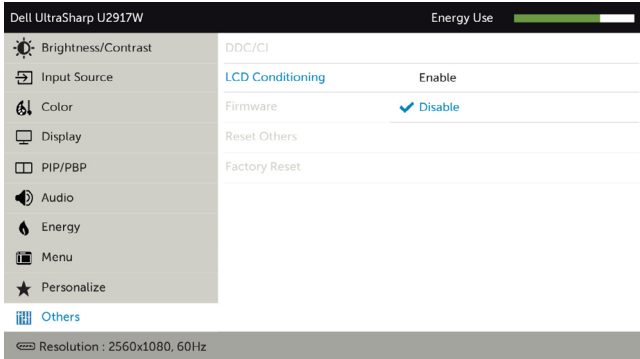 Dell UltraSharp U2917W Energy Use
Brightness/Contrast DDC/CI
Input Source LCD Conditioning Enable
Color Firmware Disable
Display Reset Others
PIP/PBP Factory Reset
Audio
Energy
Menu
Personalize
Others
Resolution : 2560x1080, 60Hz